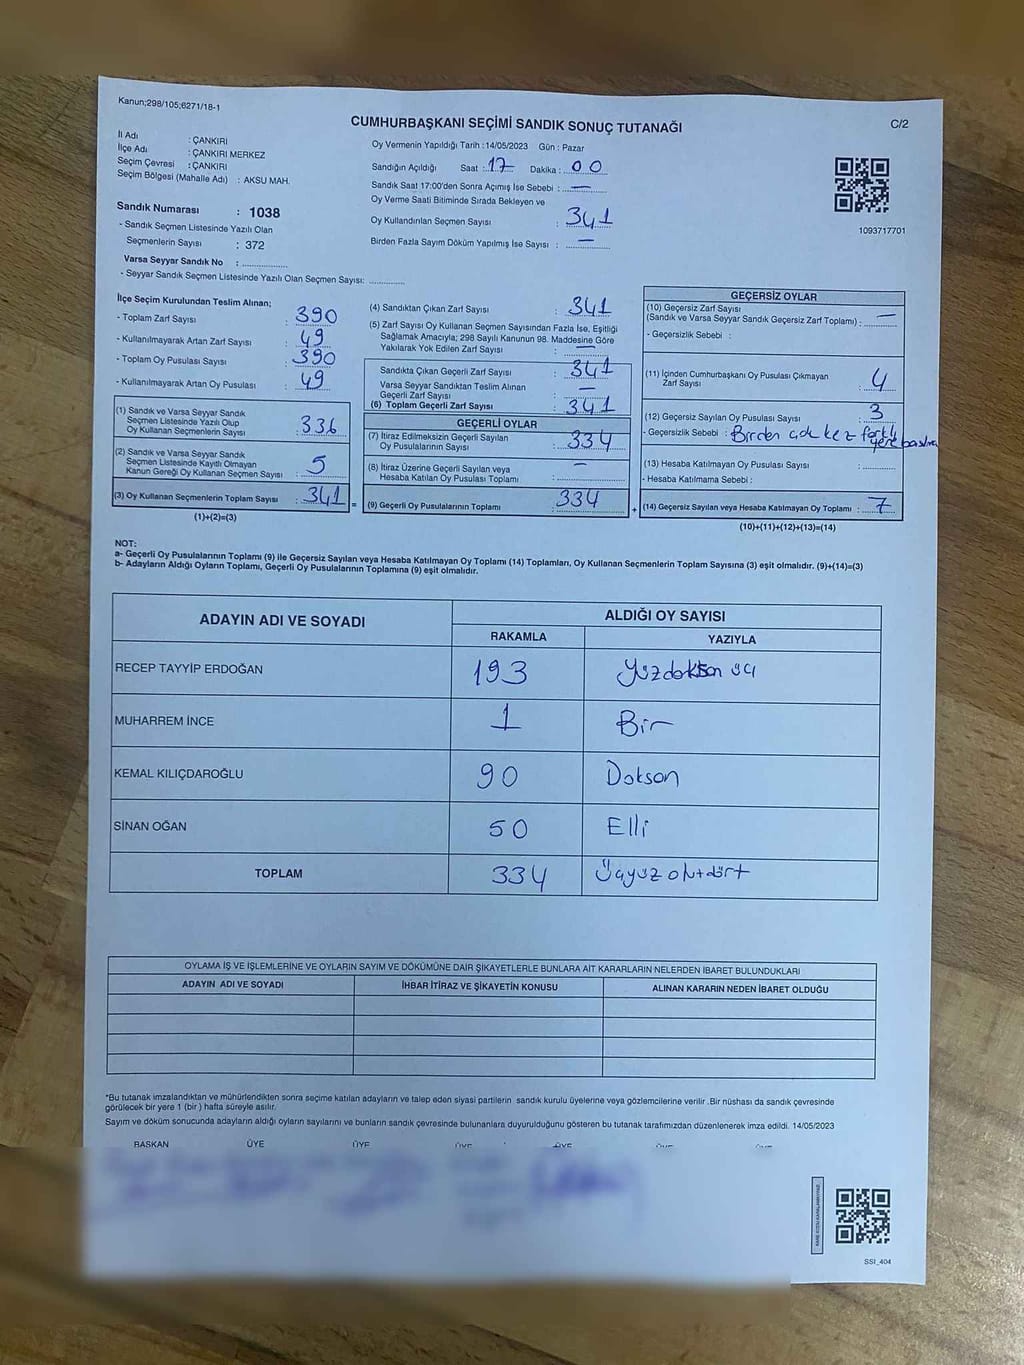 Kanun;298/105;6271/18-1
CUMHURBAŞKANI SEÇİMİ SANDIK SONUÇ TUTANAĞI
C/2
İl Adı : ÇANKIRI
İlçe Adı : ÇANKIRI MERKEZ
Seçim Çevresi : ÇANKIRI
Seçim Bölgesi (Mahalle Adı) : AKSU MAH.
Sandık Numarası : 1038
- Sandık Seçmen Listesinde Yazılı Olan
Seçmenlerin Sayısı : 372
Varsa Seyyar Sandık No :
- Seyyar Sandık Seçmen Listesinde Yazılı Olan Seçmen Sayısı:
Oy Vermenin Yapıldığı Tarih :14/05/2023 Gün : Pazar
Sandığın Açıldığı Saat : 17 Dakika : 00
Sandık Saat 17:00'den Sonra Açımış İse Sebebi : —
Oy Verme Saati Bitiminde Sırada Bekleyen ve
Oy Kullandırılan Seçmen Sayısı : 341
Birden Fazla Sayım Döküm Yapılmış İse Sayısı : —
1093717701
İlçe Seçim Kurulundan Teslim Alınan;
- Toplam Zarf Sayısı : 390
- Kullanılmayarak Artan Zarf Sayısı : 49
- Toplam Oy Pusulası Sayısı : 390
- Kullanılmayarak Artan Oy Pusulası : 49
(1) Sandık ve Varsa Seyyar Sandık
Seçmen Listesinde Yazılı Olup
Oy Kullanan Seçmenlerin Sayısı : 336
(2) Sandık ve Varsa Seyyar Sandık
Seçmen Listesinde Kayıtlı Olmayan
Kanun Gereği Oy Kullanan Seçmen Sayısı : 5
(3) Oy Kullanan Seçmenlerin Toplam Sayısı : 341 =
(1)+(2)=(3)
(4) Sandıktan Çıkan Zarf Sayısı : 341
(5) Zarf Sayısı Oy Kullanan Seçmen Sayısından Fazla İse, Eşitliği
Sağlamak Amacıyla; 298 Sayılı Kanunun 98. Maddesine Göre
Yakılarak Yok Edilen Zarf Sayısı : —
Sandıkta Çıkan Geçerli Zarf Sayısı : 341
Varsa Seyyar Sandıktan Teslim Alınan
Geçerli Zarf Sayısı : —
(6) Toplam Geçerli Zarf Sayısı : 341
GEÇERLİ OYLAR
(7) İtiraz Edilmeksizin Geçerli Sayılan
Oy Pusulalarının Sayısı : 334
(8) İtiraz Üzerine Geçerli Sayılan veya
Hesaba Katılan Oy Pusulası Toplamı : —
(9) Geçerli Oy Pusulalarının Toplamı : 334 +
GEÇERSİZ OYLAR
(10) Geçersiz Zarf Sayısı
(Sandık ve Varsa Seyyar Sandık Geçersiz Zarf Toplamı) : —
- Geçersizlik Sebebi :
(11) İçinden Cumhurbaşkanı Oy Pusulası Çıkmayan
Zarf Sayısı : 4
(12) Geçersiz Sayılan Oy Pusulası Sayısı : 3
- Geçersizlik Sebebi : Birden çok kez farklı
yere
(13) Hesaba Katılmayan Oy Pusulası Sayısı :
- Hesaba Katılmama Sebebi :
(14) Geçersiz Sayılan veya Hesaba Katılmayan Oy Toplamı : 7
(10)+(11)+(12)+(13)=(14)
NOT:
a- Geçerli Oy Pusulalarının Toplamı (9) ile Geçersiz Sayılan veya Hesaba Katılmayan Oy Toplamı (14) Toplamları, Oy Kullanan Seçmenlerin Toplam Sayısına (3) eşit olmalıdır. (9)+(14)=(3)
b- Adayların Aldığı Oyların Toplamı, Geçerli Oy Pusulalarının Toplamına (9) eşit olmalıdır.
ADAYIN ADI VE SOYADI ALDIĞI OY SAYISI
RAKAMLA YAZIYLA
RECEP TAYYİP ERDOĞAN 193 Yüzdoksan üç
MUHARREM İNCE 1 Bir
KEMAL KILIÇDAROĞLU 90 Doksan
SİNAN OĞAN 50 Elli
TOPLAM 334 Üçyüz otuzdört
OYLAMA İŞ VE İŞLEMLERİNE VE OYLARIN SAYIM VE DÖKÜMÜNE DAİR ŞİKAYETLERLE BUNLARA AİT KARARLARIN NELERDEN İBARET BULUNDUKLARI
ADAYIN ADI VE SOYADI İHBAR İTİRAZ VE ŞİKAYETİN KONUSU ALINAN KARARIN NEDEN İBARET OLDUĞU
*Bu tutanak imzalandıktan ve mühürlendikten sonra seçime katılan adayların ve talep eden siyasi partilerin sandık kurulu üyelerine veya gözlemcilerine verilir .Bir nüshası da sandık çevresinde
görülecek bir yere 1 (bir ) hafta süreyle asılır.
Sayım ve döküm sonucunda adayların aldığı oyların sayılarını ve bunların sandık çevresinde bulunanlara duyurulduğunu gösteren bu tutanak tarafımızdan düzenlenerek imza edildi. 14/05/2023
BAŞKAN ÜYE ÜYE ÜYE ÜYE
SSI_404